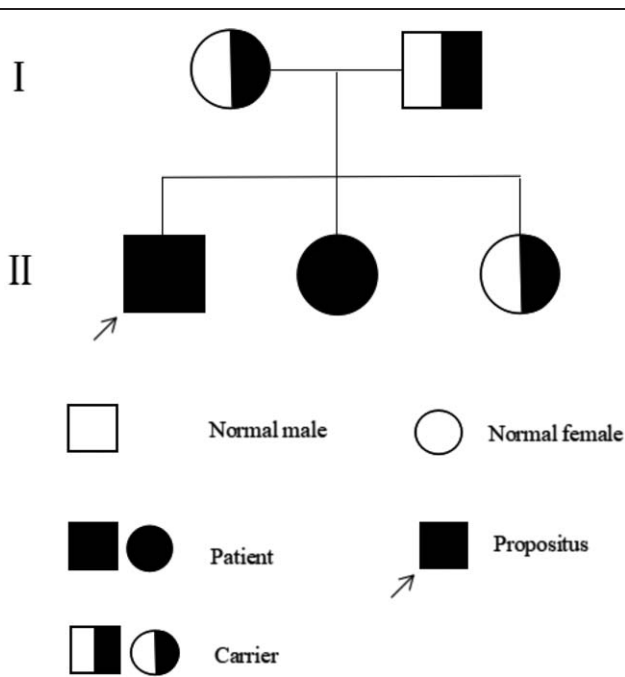 I
II
Normal male
Normal female
Patient
Propositus
Carrier